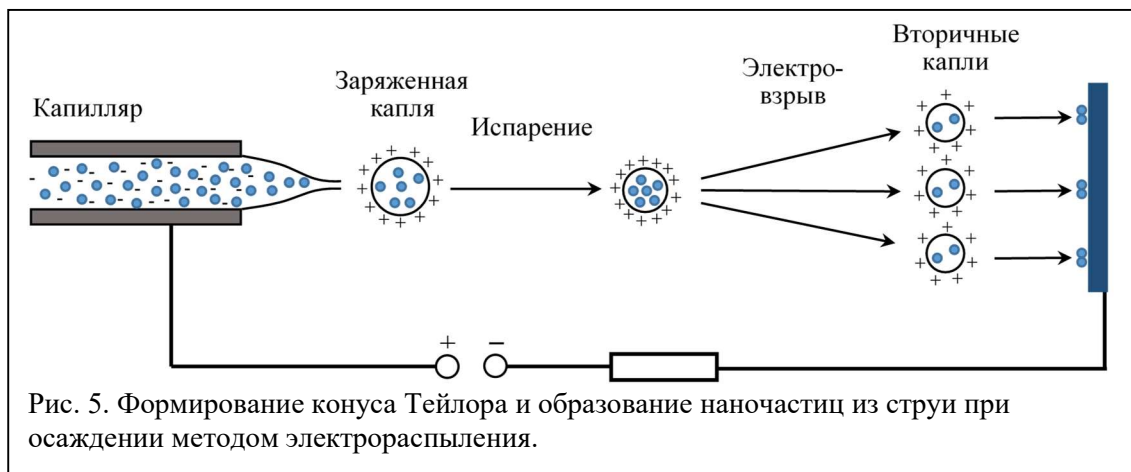 Капилляр
Заряженная
капля
Испарение
Электро-
взрыв
Вторичные
капли
+ −
Рис. 5. Формирование конуса Тейлора и образование наночастиц из струи при
осаждении методом электрораспыления.